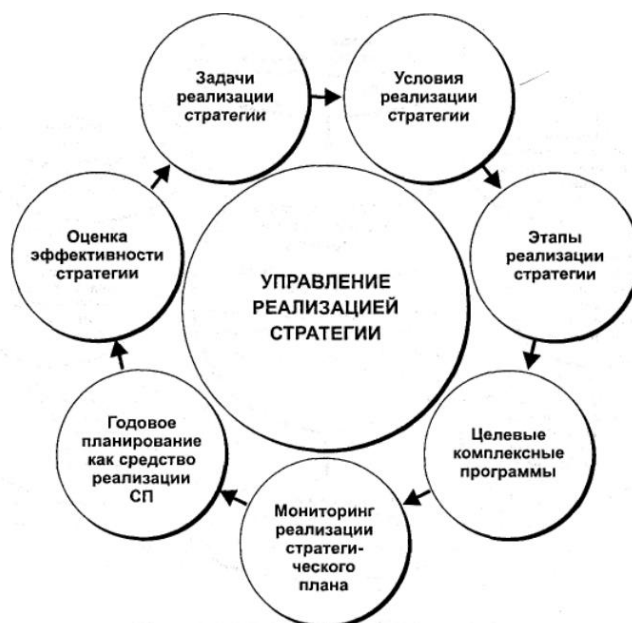 Задачи
реализации
стратегии
Условия
реализации
стратегии
Этапы
реализации
стратегии
Целевые
комплексные
программы
Мониторинг
реализации
стратеги-
ческого
плана
Годовое
планирование
как средство
реализации
СП
Оценка
эффективности
стратегии
УПРАВЛЕНИЕ
РЕАЛИЗАЦИЕЙ
СТРАТЕГИИ